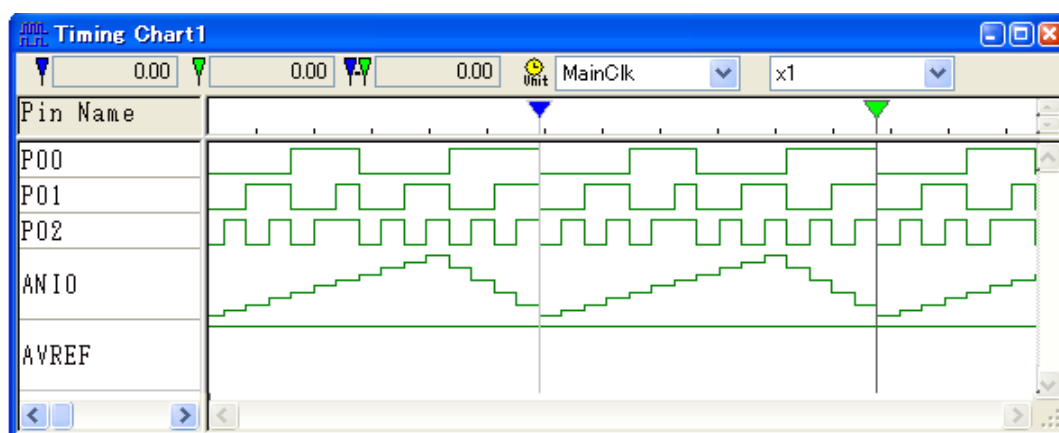 Timing Chart1
0.00 0.00 0.00 Unit MainClk x1
Pin Name
P00
P01
P02
ANI0
AVREF